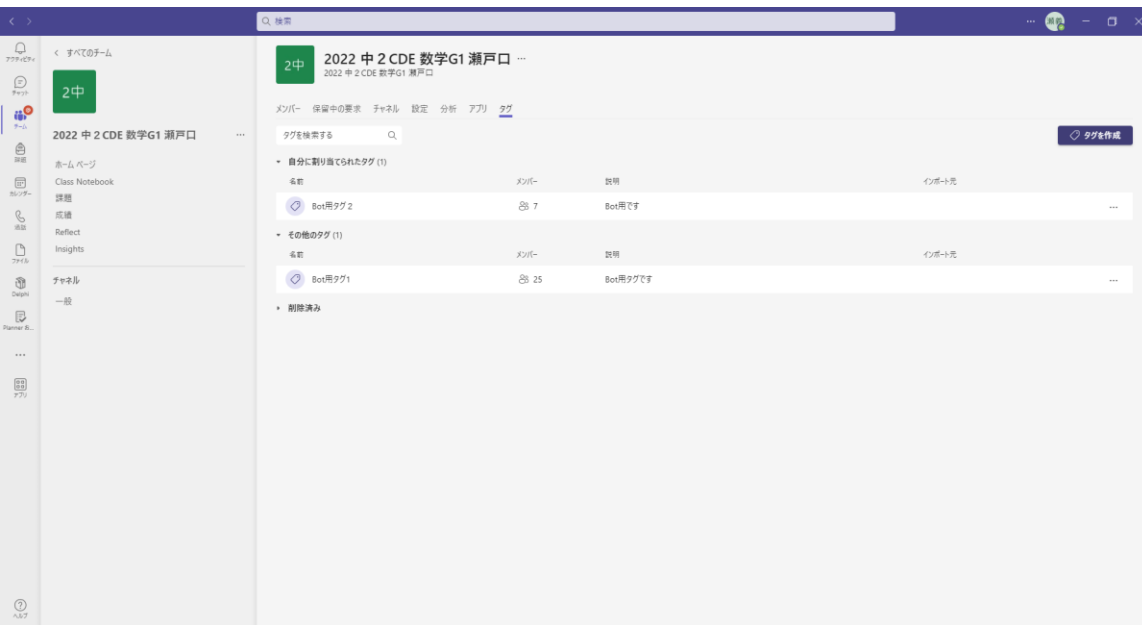 検索
瀬戸
アクティビティ
チャット
チーム
課題
カレンダー
通話
ファイル
Delphi
Planner お...
アプリ
ヘルプ
すべてのチーム
2中
2022 中２CDE 数学G1 瀬戸口
ホーム ページ
Class Notebook
課題
成績
Reflect
Insights
チャネル
一般
2中
2022 中２CDE 数学G1 瀬戸口 ...
2022 中２CDE 数学G1 瀬戸口
メンバー 保留中の要求 チャネル 設定 分析 アプリ タグ
タグを検索する
タグを作成
自分に割り当てられたタグ (1)
名前 メンバー 説明 インポート元
Bot用タグ２ 7 Bot用です
その他のタグ (1)
名前 メンバー 説明 インポート元
Bot用タグ1 25 Bot用タグです
削除済み